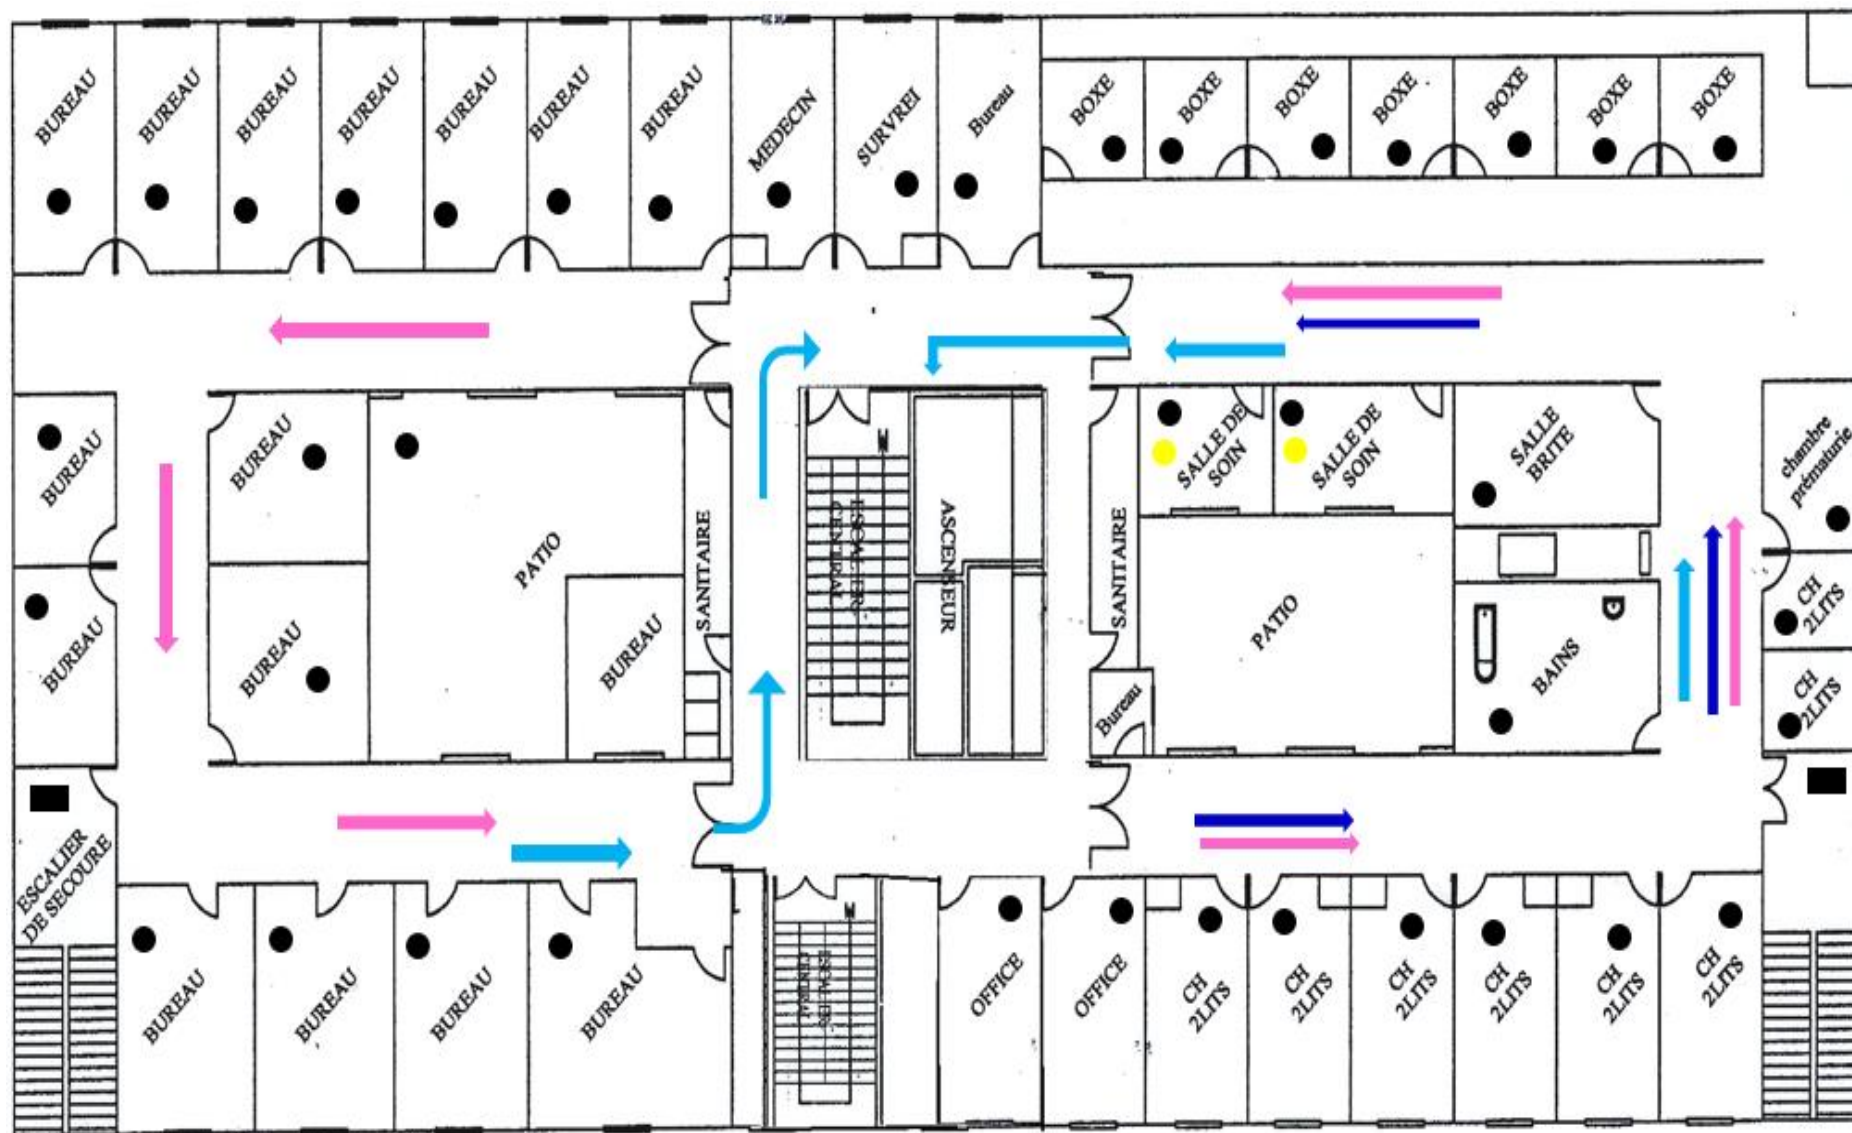 BUREAU
BUREAU
BUREAU
BUREAU
BUREAU
BUREAU
BUREAU
MEDECIN
SURVREI
Bureau
BOXE
BOXE
BOXE
BOXE
BOXE
BOXE
BOXE
BUREAU
BUREAU
PATIO
SANITAIRE
ESCALIER
CENTRAL
ASCENSEUR
SANITAIRE
SALLE DE
SOIN
SALLE DE
SOIN
SALLE
BRITE
chambre
prématurie
BUREAU
BUREAU
BUREAU
Bureau
PATIO
BAINS
CH
2LITS
CH
2LITS
ESCALIER
DE SECOURE
BUREAU
BUREAU
BUREAU
BUREAU
ESCALIER
CENTRAL
OFFICE
OFFICE
CH
2LITS
CH
2LITS
CH
2LITS
CH
2LITS
CH
2LITS
CH
2LITS